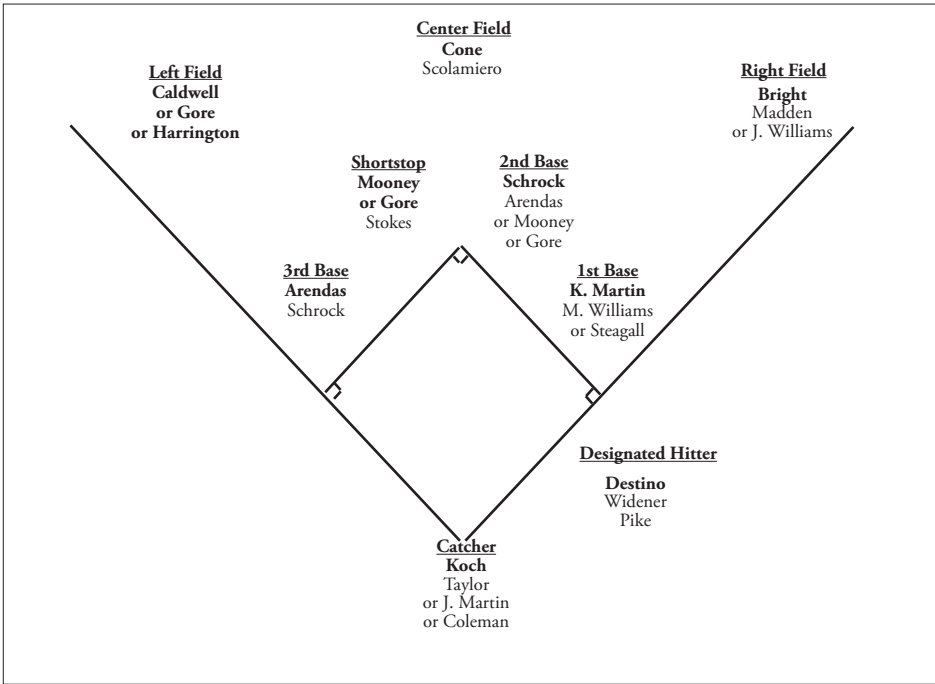 Center Field
Cone
Scolamiero
Left Field
Caldwell
or Gore
or Harrington
Right Field
Bright
Madden
or J. Williams
Shortstop
Mooney
or Gore
Stokes
2nd Base
Schrock
Arendas
or Mooney
or Gore
3rd Base
Arendas
Schrock
1st Base
K. Martin
M. Williams
or Steagall
Designated Hitter
Destino
Widener
Pike
Catcher
Koch
Taylor
or J. Martin
or Coleman